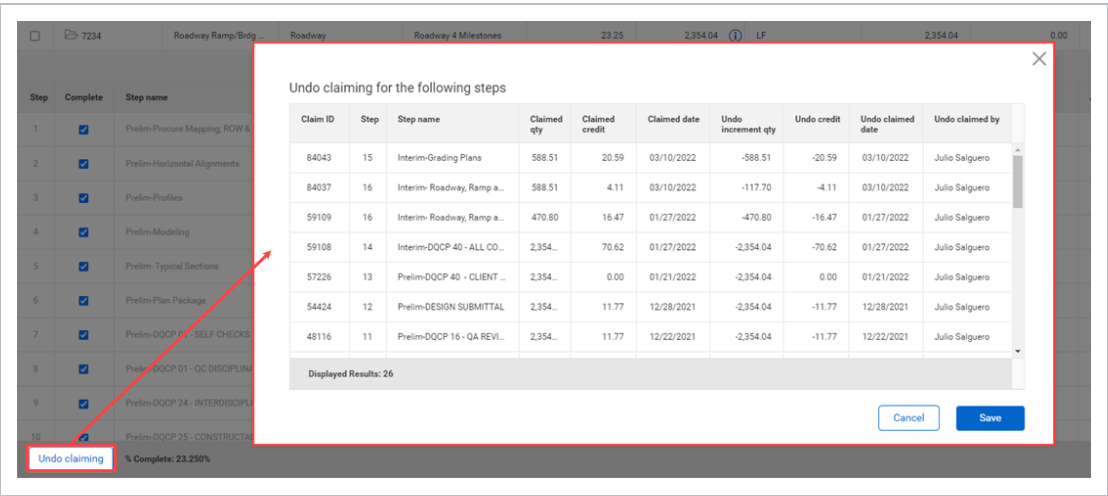 7234 Roadway Ramp/Brdg ... Roadway Roadway 4 Milestones 23.25 2,354.04 LF 2,354.04 0.00
Step Complete Step name
1 Prelim-Procure Mapping; ROW &
2 Prelim-Horizontal Alignments
3 Prelim-Profiles
4 Prelim-Modeling
5 Prelim- Typical Sections
6 Prelim-Plan Package
7 Prelim-DQCP 01 - SELF CHECKS
8 Prelim-DQCP 01 - QC DISCIPLINA
9 Prelim-DQCP 24 - INTERDISCIPLI
10 Prelim-DQCP 25 - CONSTRUCTAB
Undo claiming % Complete: 23.250%
Undo claiming for the following steps
Claim ID Step Step name Claimed qty Claimed credit Claimed date Undo increment qty Undo credit Undo claimed date Undo claimed by
84043 15 Interim-Grading Plans 588.51 20.59 03/10/2022 -588.51 -20.59 03/10/2022 Julio Salguero
84037 16 Interim- Roadway, Ramp a... 588.51 4.11 03/10/2022 -117.70 -4.11 03/10/2022 Julio Salguero
59109 16 Interim- Roadway, Ramp a... 470.80 16.47 01/27/2022 -470.80 -16.47 01/27/2022 Julio Salguero
59108 14 Interim-DQCP 40 - ALL CO... 2,354... 70.62 01/27/2022 -2,354.04 -70.62 01/27/2022 Julio Salguero
57226 13 Prelim-DQCP 40 - CLIENT ... 2,354... 0.00 01/21/2022 -2,354.04 0.00 01/21/2022 Julio Salguero
54424 12 Prelim-DESIGN SUBMITTAL 2,354... 11.77 12/28/2021 -2,354.04 -11.77 12/28/2021 Julio Salguero
48116 11 Prelim-DQCP 16 - QA REVI... 2,354... 11.77 12/22/2021 -2,354.04 -11.77 12/22/2021 Julio Salguero
Displayed Results: 26
Cancel Save